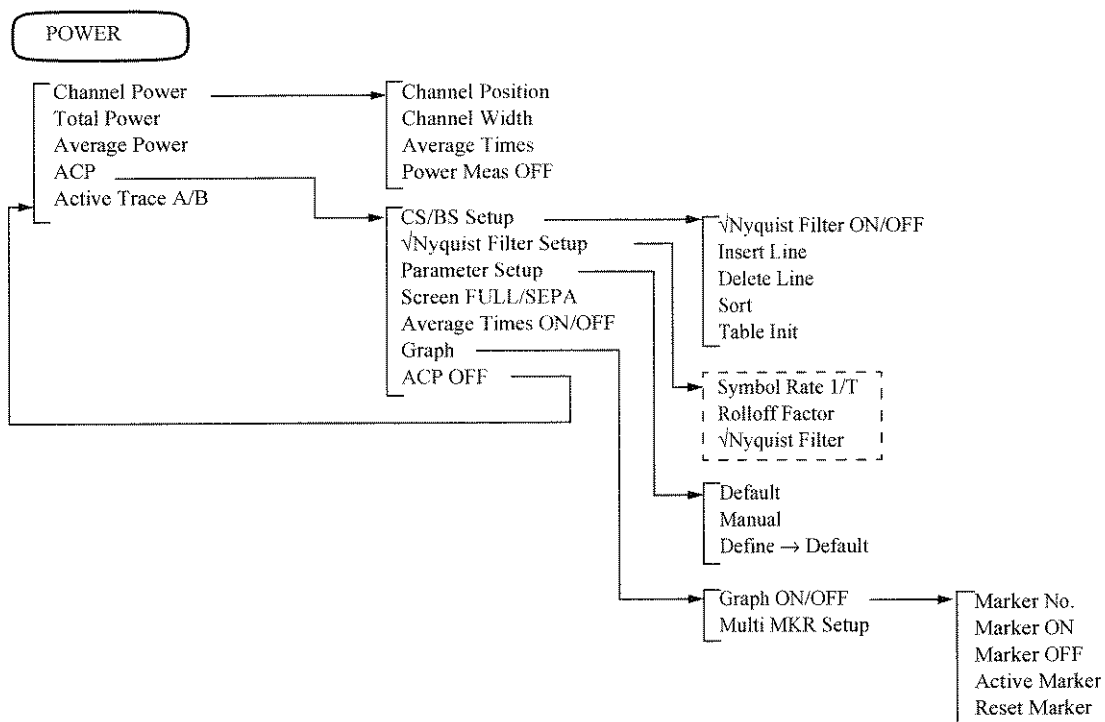 POWER
Channel Power
Total Power
Average Power
ACP
Active Trace A/B
Channel Position
Channel Width
Average Times
Power Meas OFF
CS/BS Setup
√Nyquist Filter Setup
Parameter Setup
Screen FULL/SEPA
Average Times ON/OFF
Graph
ACP OFF
√Nyquist Filter ON/OFF
Insert Line
Delete Line
Sort
Table Init
Symbol Rate 1/T
Rolloff Factor
√Nyquist Filter
Default
Manual
Define → Default
Graph ON/OFF
Multi MKR Setup
Marker No.
Marker ON
Marker OFF
Active Marker
Reset Marker